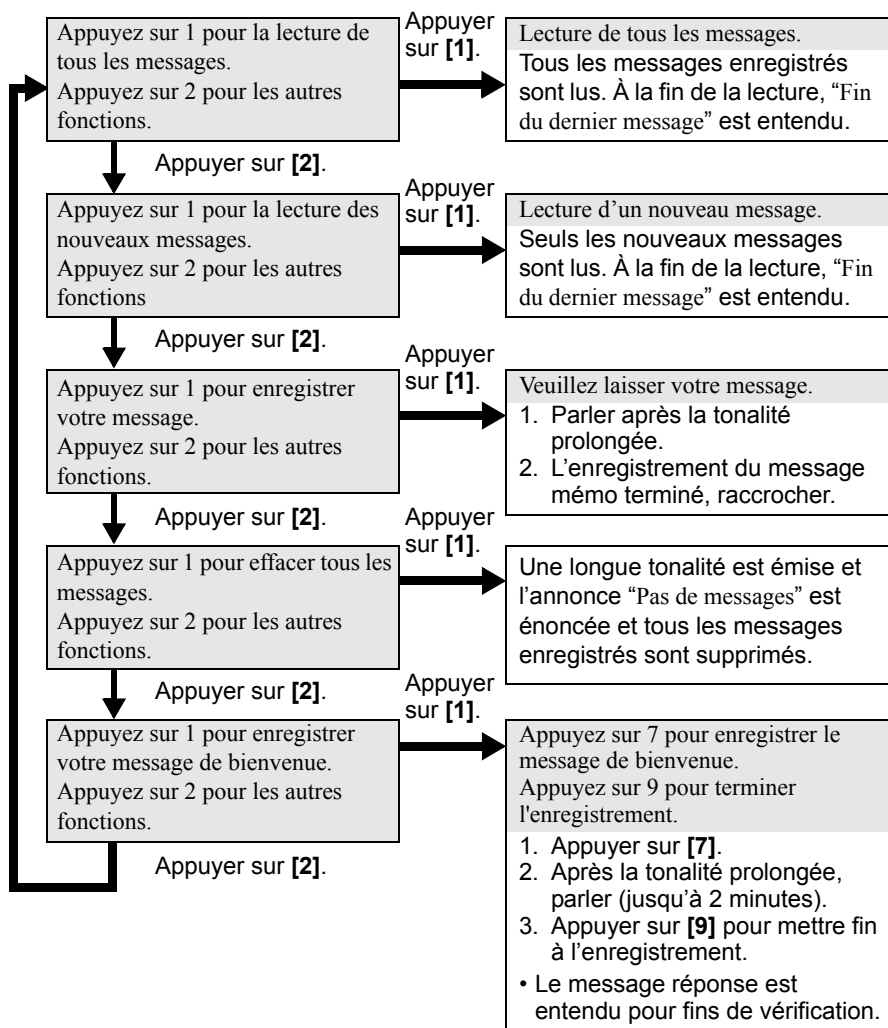 Appuyez sur 1 pour la lecture de
tous les messages.
Appuyez sur 2 pour les autres
fonctions.
Appuyer
sur [1].
Lecture de tous les messages.
Tous les messages enregistrés
sont lus. À la fin de la lecture, “Fin
du dernier message” est entendu.
Appuyer sur [2].
Appuyez sur 1 pour la lecture des
nouveaux messages.
Appuyez sur 2 pour les autres
fonctions
Appuyer
sur [1].
Lecture d’un nouveau message.
Seuls les nouveaux messages
sont lus. À la fin de la lecture, “Fin
du dernier message” est entendu.
Appuyer sur [2].
Appuyez sur 1 pour enregistrer
votre message.
Appuyez sur 2 pour les autres
fonctions.
Appuyer
sur [1].
Veuillez laisser votre message.
1. Parler après la tonalité
prolongée.
2. L’enregistrement du message
mémo terminé, raccrocher.
Appuyer sur [2].
Appuyez sur 1 pour effacer tous les
messages.
Appuyez sur 2 pour les autres
fonctions.
Appuyer
sur [1].
Une longue tonalité est émise et
l’annonce “Pas de messages” est
énoncée et tous les messages
enregistrés sont supprimés.
Appuyer sur [2].
Appuyez sur 1 pour enregistrer
votre message de bienvenue.
Appuyez sur 2 pour les autres
fonctions.
Appuyer
sur [1].
Appuyez sur 7 pour enregistrer le
message de bienvenue.
Appuyez sur 9 pour terminer
l'enregistrement.
1. Appuyer sur [7].
2. Après la tonalité prolongée,
parler (jusqu’à 2 minutes).
3. Appuyer sur [9] pour mettre fin
à l’enregistrement.
• Le message réponse est
entendu pour fins de vérification.
Appuyer sur [2].